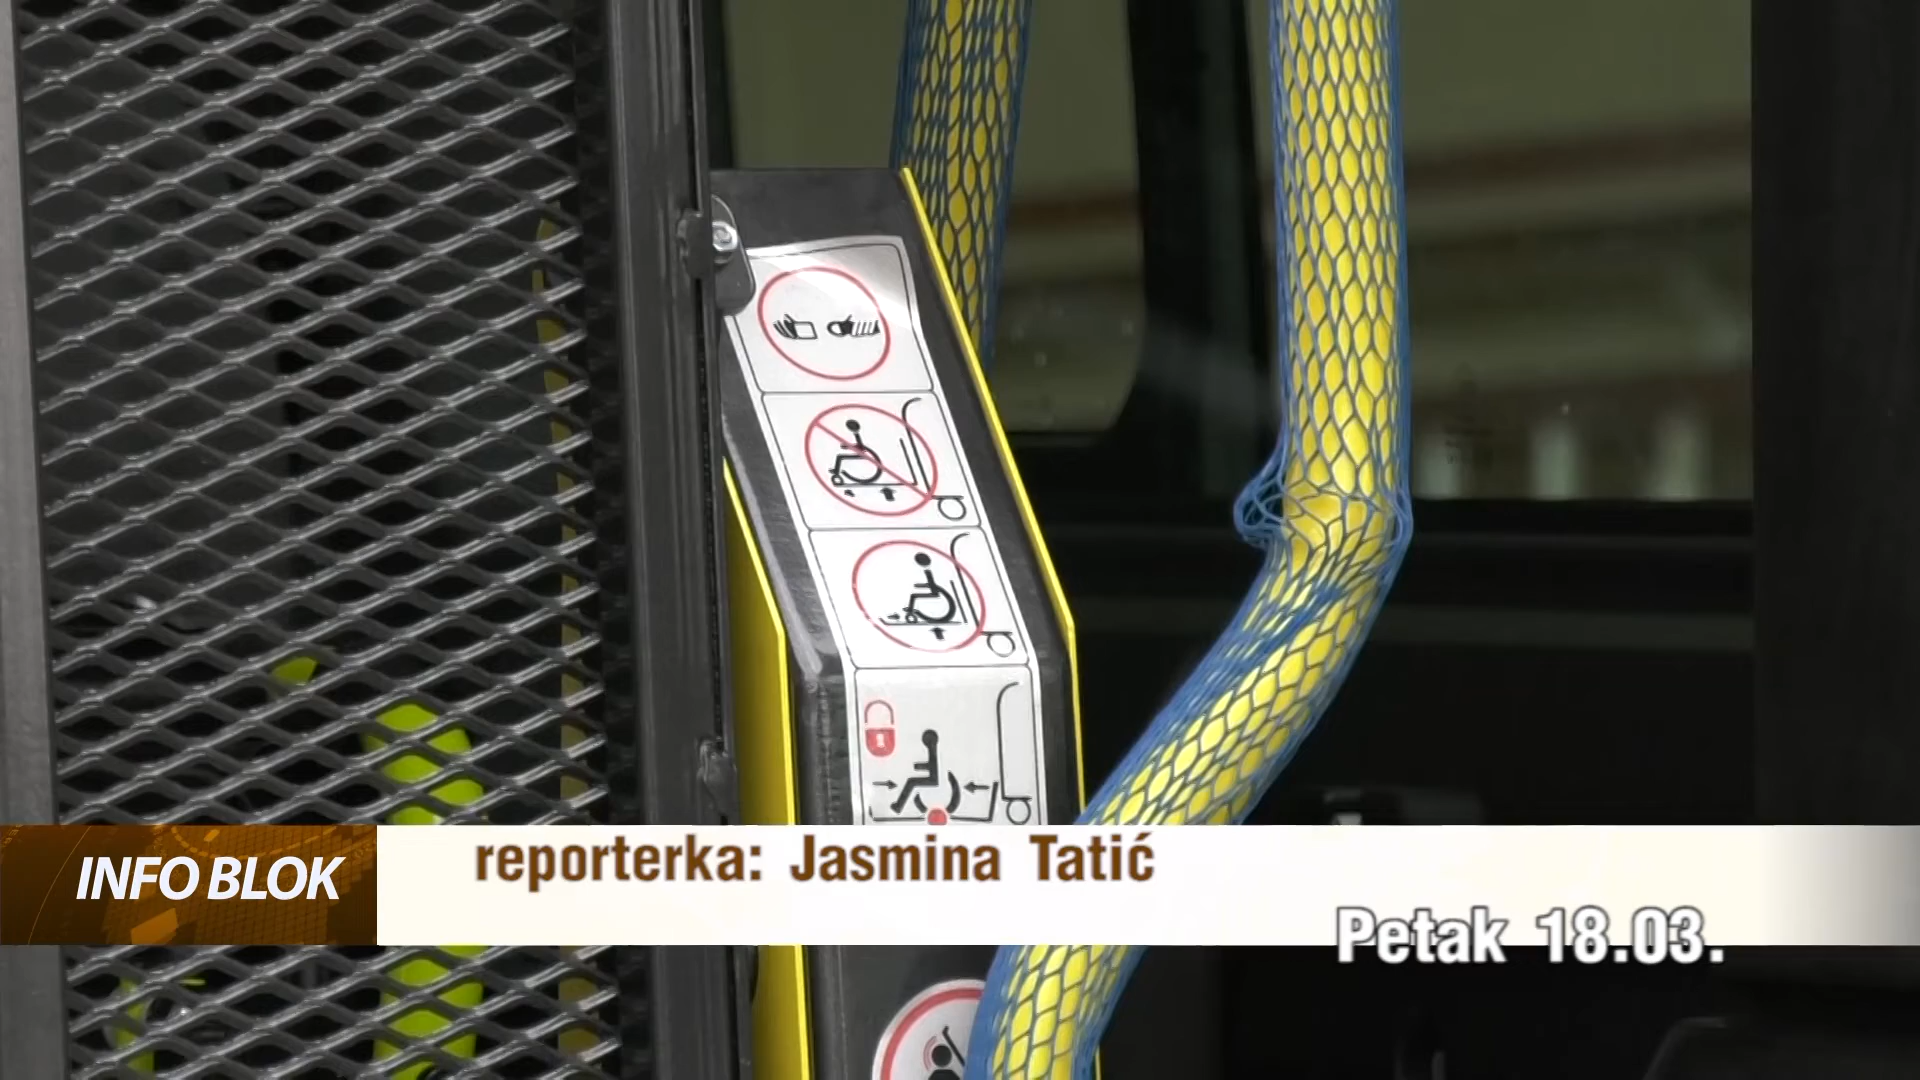 INFO BLOK
reporterka: Jasmina Tatić
Petak 18.03.